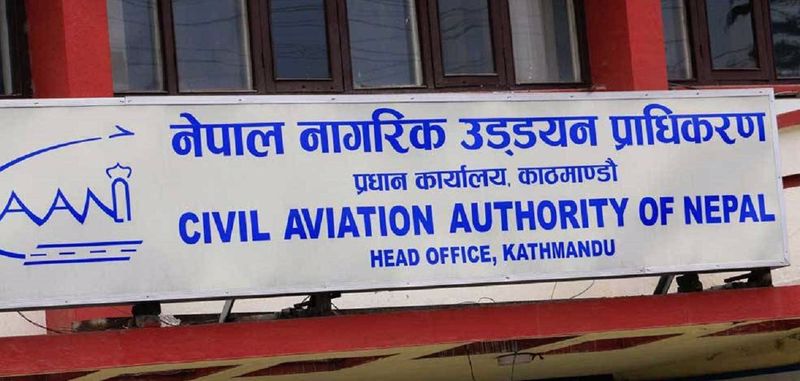 नेपाल नागरिक उड्डयन प्राधिकरण
प्रधान कार्यालय, काठमाण्डौ
CIVIL AVIATION AUTHORITY OF NEPAL
HEAD OFFICE, KATHMANDU